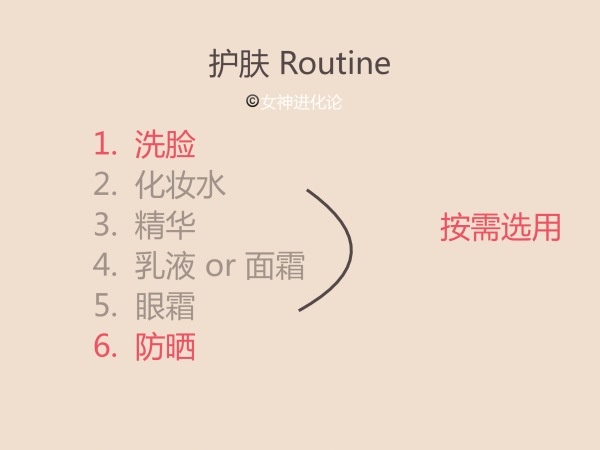 护肤 Routine
©女神进化论
1. 洗脸
2. 化妆水
3. 精华
4. 乳液 or 面霜
5. 眼霜
6. 防晒
按需选用